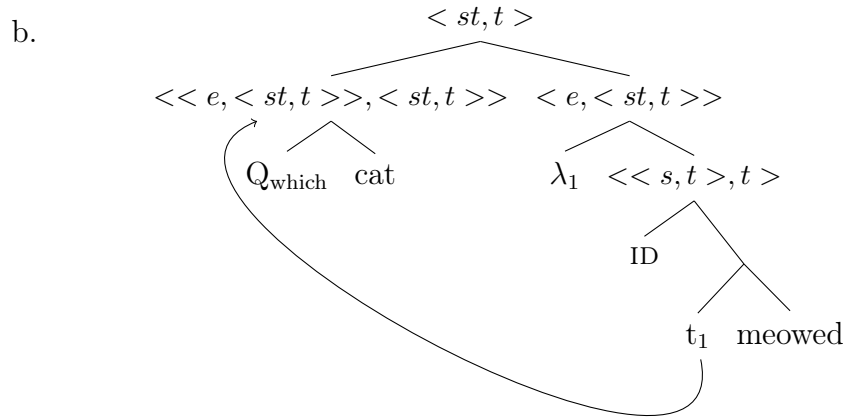 b.
< st, t >
<< e, < st, t >>, < st, t >> < e, < st, t >>
Q_which cat λ_1 << s, t >, t >
ID
t_1 meowed